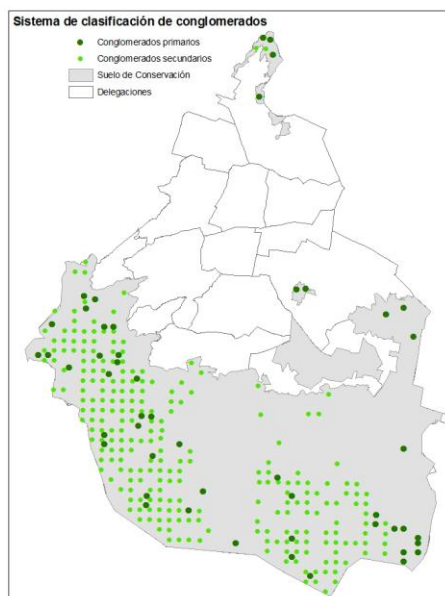 Sistema de clasificación de conglomerados
Conglomerados primarios
Conglomerados secundarios
Suelo de Conservación
Delegaciones